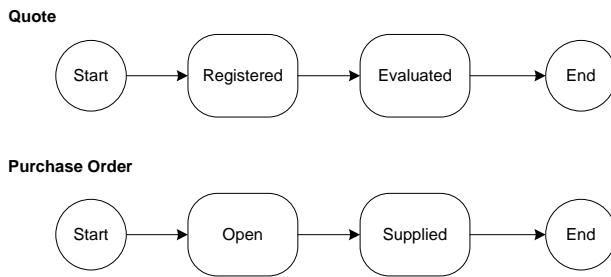 Quote
Start Registered Evaluated End
Purchase Order
Start Open Supplied End